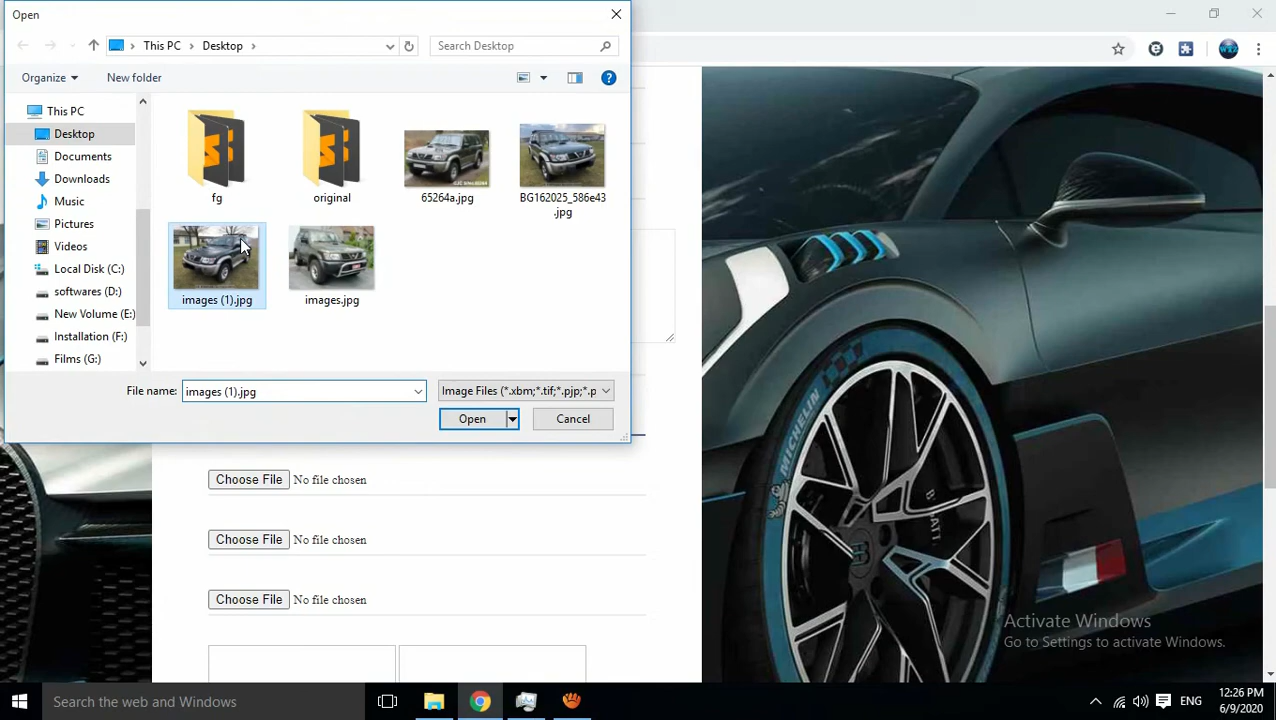 Open
This PC
Desktop
Search Desktop
Organize
New folder
This PC
Desktop
Documents
Downloads
Music
Pictures
Videos
Local Disk (C:)
softwares (D:)
New Volume (E:)
Installation (F:)
Films (G:)
fg
original
65264a.jpg
BG162025_586e43
.jpg
images (1).jpg
images.jpg
File name:
images (1).jpg
Image Files (*.xbm;*.tif;*.pjp;*.p
Open
Cancel
Choose File No file chosen
Choose File No file chosen
Choose File No file chosen
MICHELIN
Activate Windows
Go to Settings to activate Windows.
Search the web and Windows
ENG
12:26 PM
6/9/2020